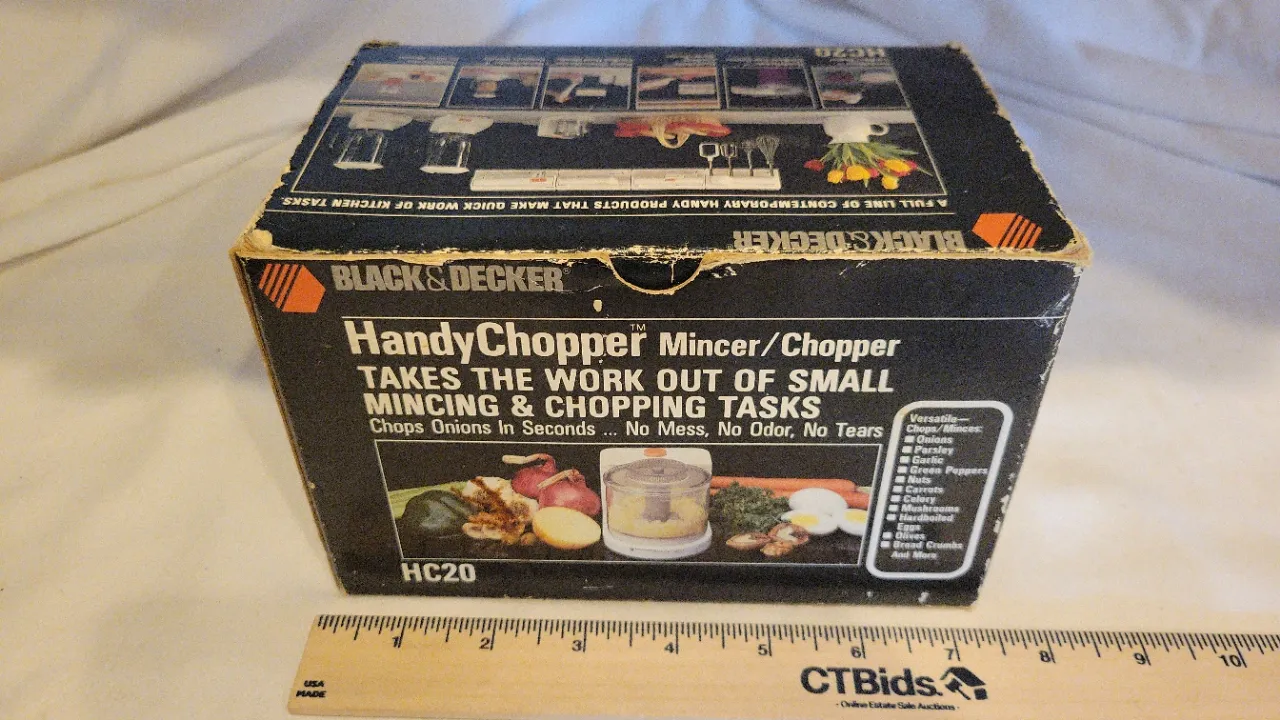 HC20
A FULL LINE OF CONTEMPORARY HANDY PRODUCTS THAT MAKE QUICK WORK OF KITCHEN TASKS.
BLACK & DECKER
BLACK & DECKER®
HandyChopper™ Mincer/Chopper
TAKES THE WORK OUT OF SMALL
MINCING & CHOPPING TASKS
Chops Onions In Seconds ... No Mess, No Odor, No Tears
Versatile—
Chops/Minces:
Onions
Parsley
Garlic
Green Peppers
Nuts
Carrots
Celery
Mushrooms
Hardboiled
Eggs
Olives
Bread Crumbs
And More
HC20
1 2 3 4 5 6 7 8 9 10
USA
MADE
CTBids.
- Online Estate Sale Auctions -